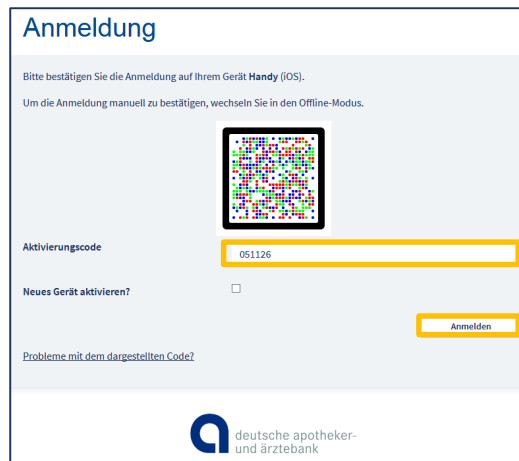 Anmeldung
Bitte bestätigen Sie die Anmeldung auf Ihrem Gerät Handy (iOS).
Um die Anmeldung manuell zu bestätigen, wechseln Sie in den Offline-Modus.
Aktivierungscode
051126
Neues Gerät aktivieren?
Anmelden
Probleme mit dem dargestellten Code?
deutsche apotheker-
und ärztebank